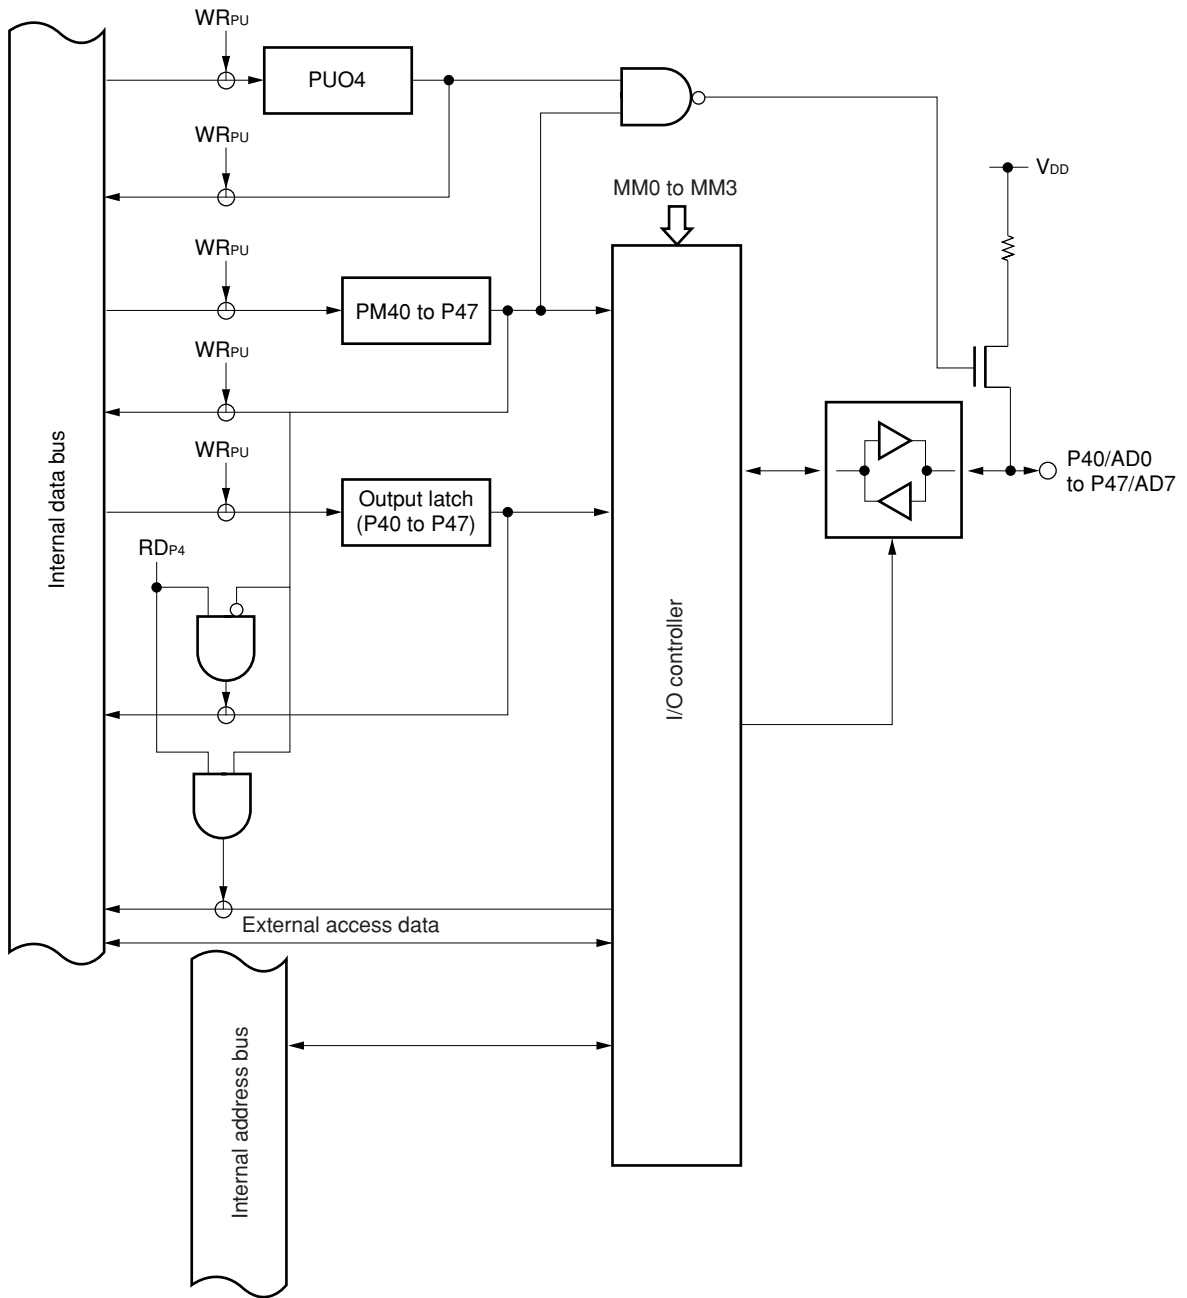 WRPU
PUO4
WRPU
VDD
MM0 to MM3
WRPU
PM40 to P47
WRPU
WRPU
Output latch
(P40 to P47)
P40/AD0
to P47/AD7
RDP4
Internal data bus
I/O controller
External access data
Internal address bus